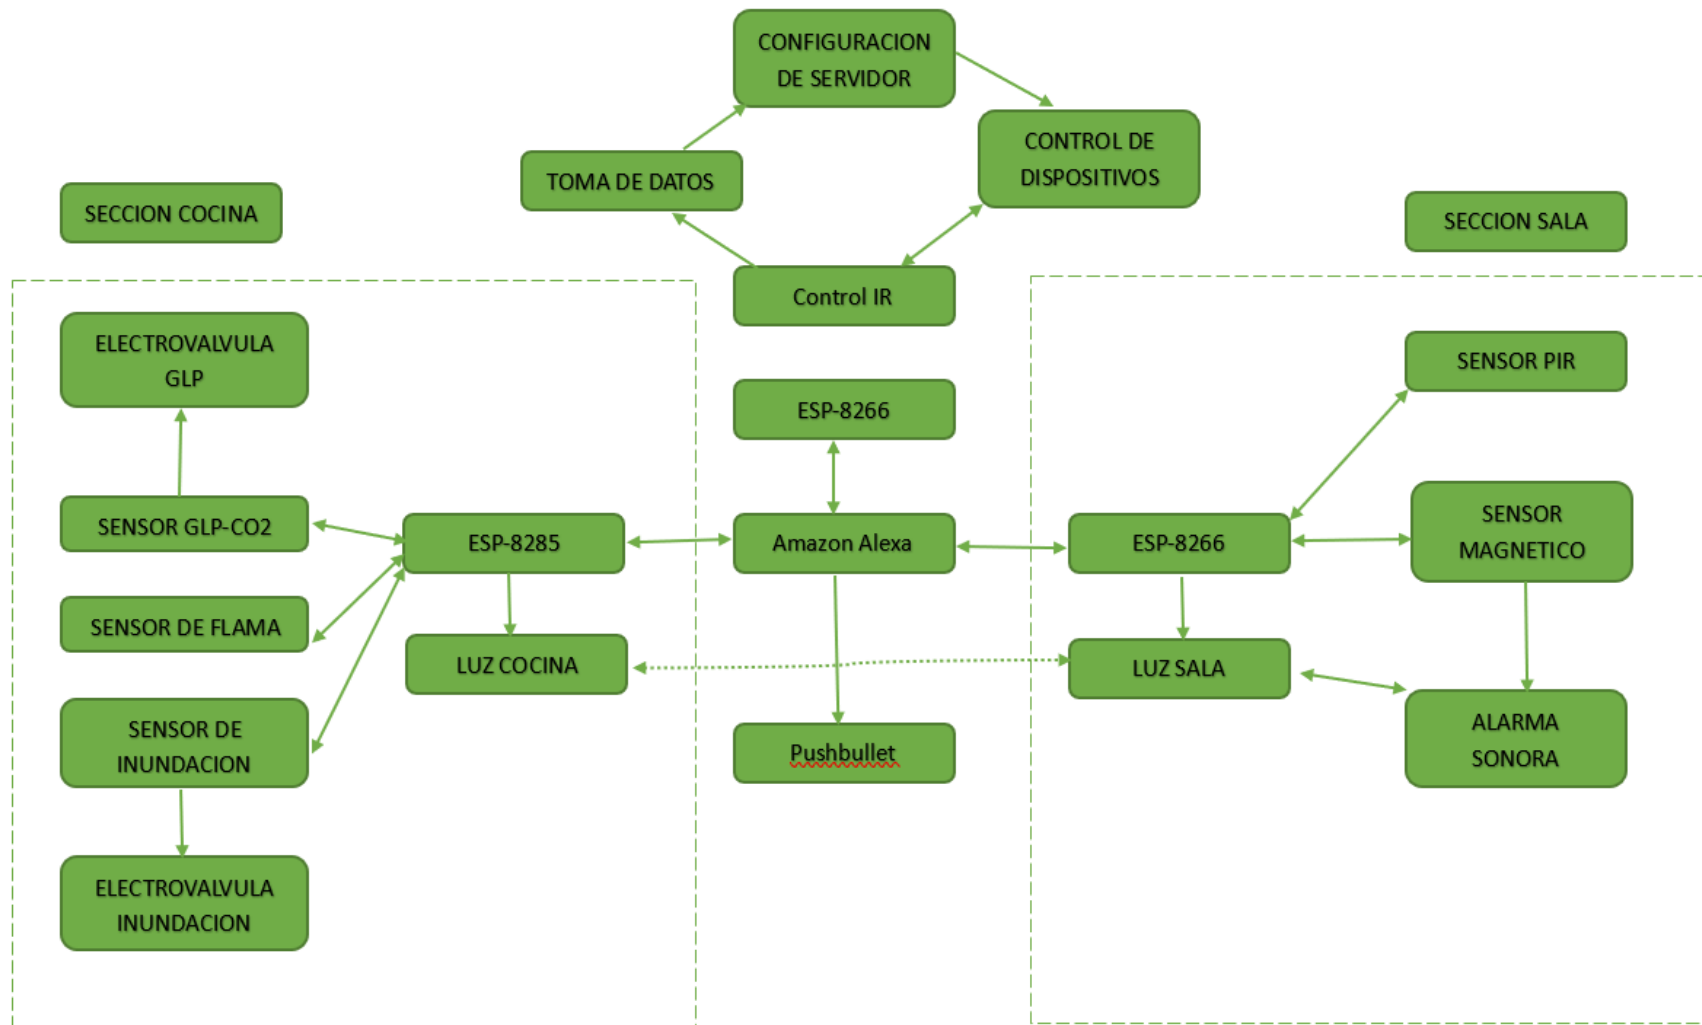 CONFIGURACION
DE SERVIDOR
CONTROL DE
DISPOSITIVOS
TOMA DE DATOS
SECCION COCINA
SECCION SALA
Control IR
ELECTROVALVULA
GLP
SENSOR PIR
ESP-8266
SENSOR GLP-CO2
ESP-8285
Amazon Alexa
ESP-8266
SENSOR
MAGNETICO
SENSOR DE FLAMA
LUZ COCINA
LUZ SALA
SENSOR DE
INUNDACION
Pushbullet
ALARMA
SONORA
ELECTROVALVULA
INUNDACION